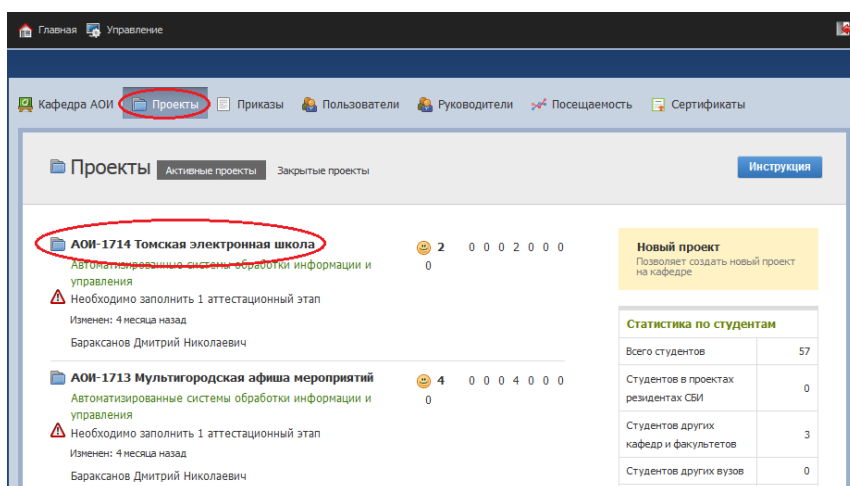 Главная Управление
Кафедра АОИ Проекты Приказы Пользователи Руководители Посещаемость Сертификаты
Проекты Активные проекты Закрытые проекты Инструкция
АОИ-1714 Томская электронная школа 2 0 0 0 2 0 0 0
Автоматизированные системы обработки информации и 0
управления
Необходимо заполнить 1 аттестационный этап
Изменен: 4 месяца назад
Бараксанов Дмитрий Николаевич
АОИ-1713 Мультигородская афиша мероприятий 4 0 0 0 4 0 0 0
Автоматизированные системы обработки информации и 0
управления
Необходимо заполнить 1 аттестационный этап
Изменен: 4 месяца назад
Бараксанов Дмитрий Николаевич
Новый проект
Позволяет создать новый проект
на кафедре
Статистика по студентам
Всего студентов 57
Студентов в проектах
резидентах СБИ 0
Студентов других
кафедр и факультетов 3
Студентов других вузов 0